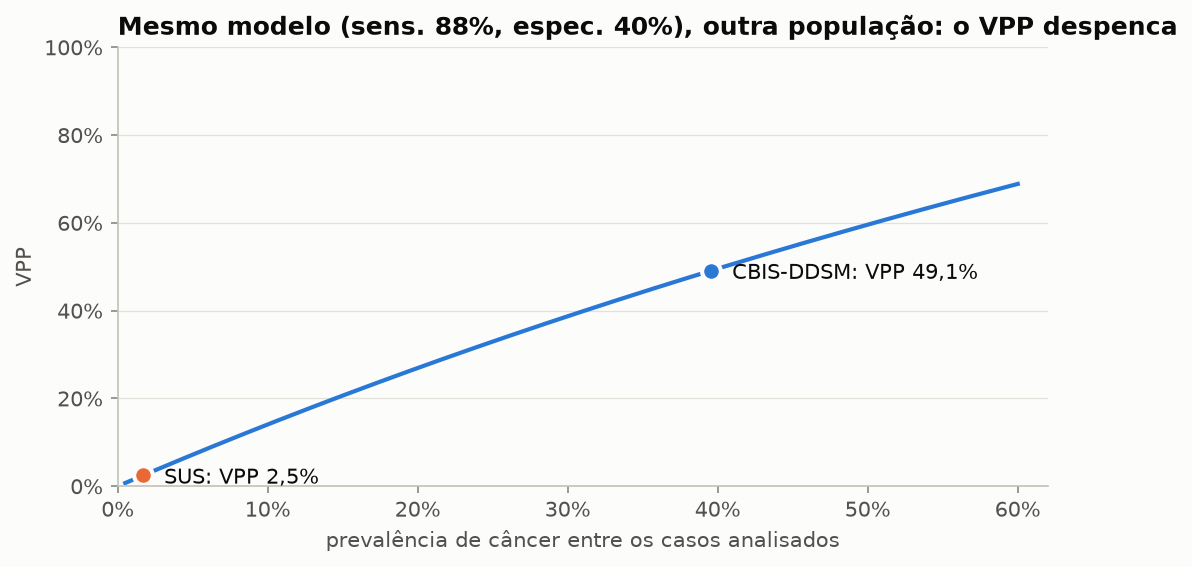 Mesmo modelo (sens. 88%, espec. 40%), outra população: o VPP despenca
100%
80%
60%
40%
20%
0%
VPP
CBIS-DDSM: VPP 49,1%
SUS: VPP 2,5%
0%
10%
20%
30%
40%
50%
60%
prevalência de câncer entre os casos analisados